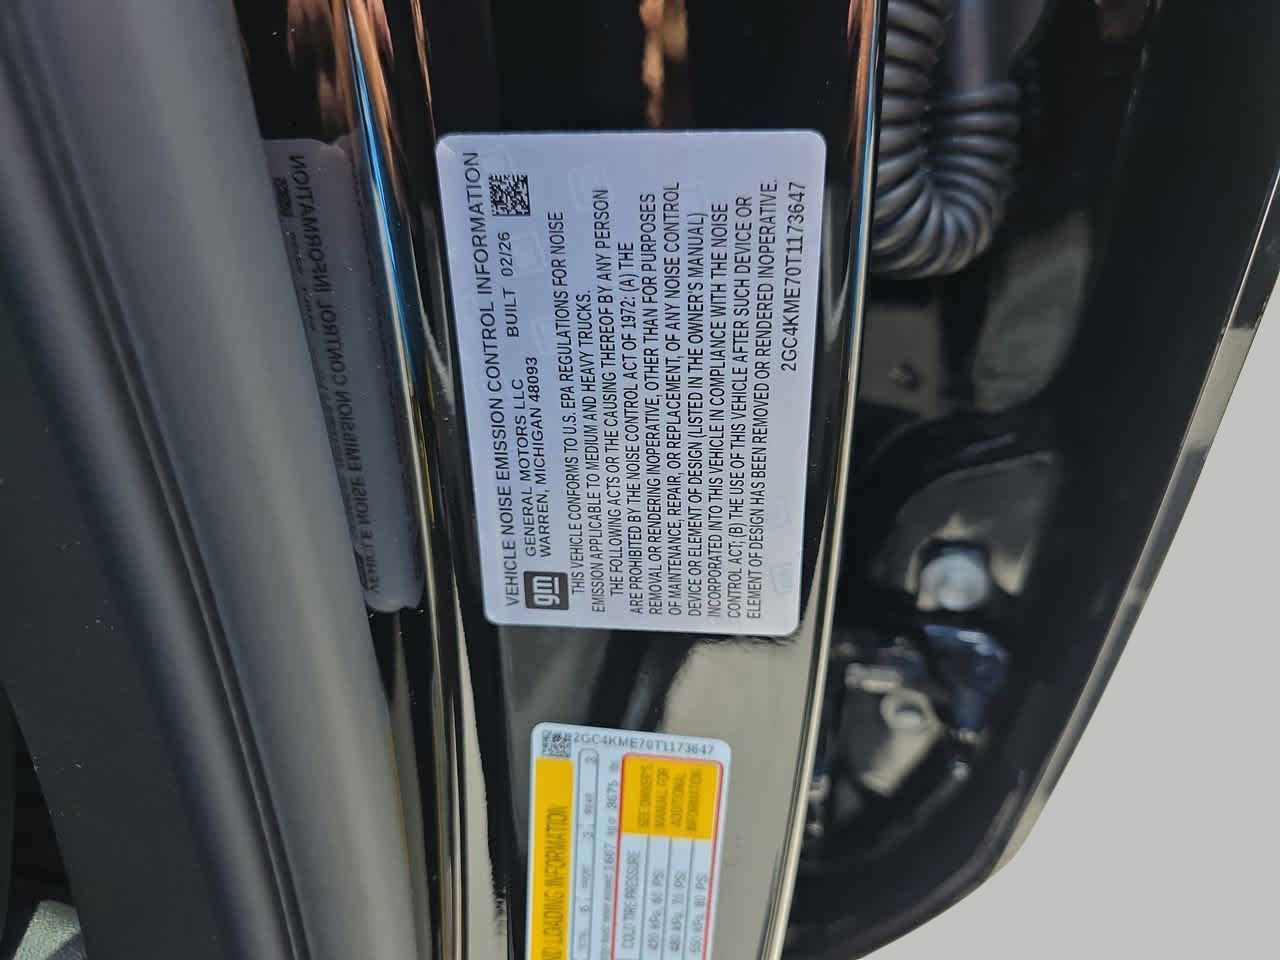 VEHICLE NOISE EMISSION CONTROL INFORMATION
gm
GENERAL MOTORS LLC BUILT 02/26
WARREN, MICHIGAN 48093
THIS VEHICLE CONFORMS TO U.S. EPA REGULATIONS FOR NOISE
EMISSION APPLICABLE TO MEDIUM AND HEAVY TRUCKS.
THE FOLLOWING ACTS OR THE CAUSING THEREOF BY ANY PERSON
ARE PROHIBITED BY THE NOISE CONTROL ACT OF 1972: (A) THE
REMOVAL OR RENDERING INOPERATIVE, OTHER THAN FOR PURPOSES
OF MAINTENANCE, REPAIR, OR REPLACEMENT, OF ANY NOISE CONTROL
DEVICE OR ELEMENT OF DESIGN (LISTED IN THE OWNER'S MANUAL)
INCORPORATED INTO THIS VEHICLE IN COMPLIANCE WITH THE NOISE
CONTROL ACT; (B) THE USE OF THIS VEHICLE AFTER SUCH DEVICE OR
ELEMENT OF DESIGN HAS BEEN REMOVED OR RENDERED INOPERATIVE.
2GC4KME70T1173647
2GC4KME70T1173647
ND LOADING INFORMATION
COLD TIRE PRESSURE
SEE OWNER'S
MANUAL FOR
ADDITIONAL
INFORMATION